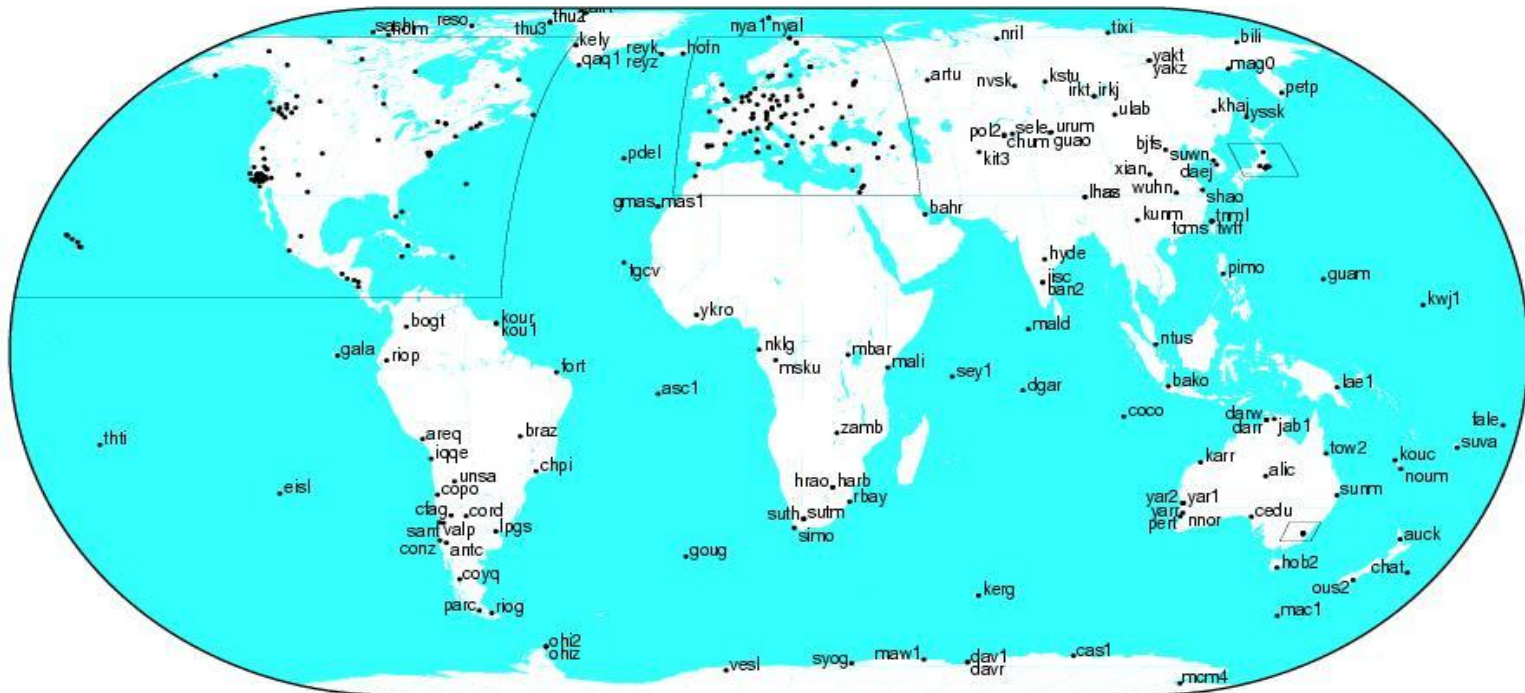 sash
holm
reso
thu2
thu3
kely
qaq1
reyk
reyz
hofn
nya1 nyal
nril
tixi
bili
artu
nvsk
kstu
irkt irkj
yakt
yakz
mag0
petp
ulab
khaj
yssk
pol2
sele
chum
urum
guao
kit3
bjfs
suwn
daej
xian
wuhn
shao
lhas
kunm
tnml
tcms
twtf
pdel
gmas mas1
bahr
hyde
iisc
ban2
pimo
guam
kwj1
tgcv
ykro
bogt
kour
kou1
mald
ntus
gala
riop
nklg
msku
mbar
mali
fort
asc1
sey1
dgar
bako
lae1
coco
darw
darr
jab1
fale
thti
areq
braz
zamb
suva
iqqe
chpi
karr
tow2
kouc
noum
alic
unsa
eisl
copo
hrao harb
rbay
yar2 yar1
sunm
cfag
cord
suth sutm
yarr
pert
nnor
cedu
sant
valp
lpgs
simo
conz
antc
auck
goug
hob2
chat
coyq
ous2
kerg
parc
riog
mac1
ohi2
ohiz
vesl
syog
maw1
dav1
davr
cas1
mcm4